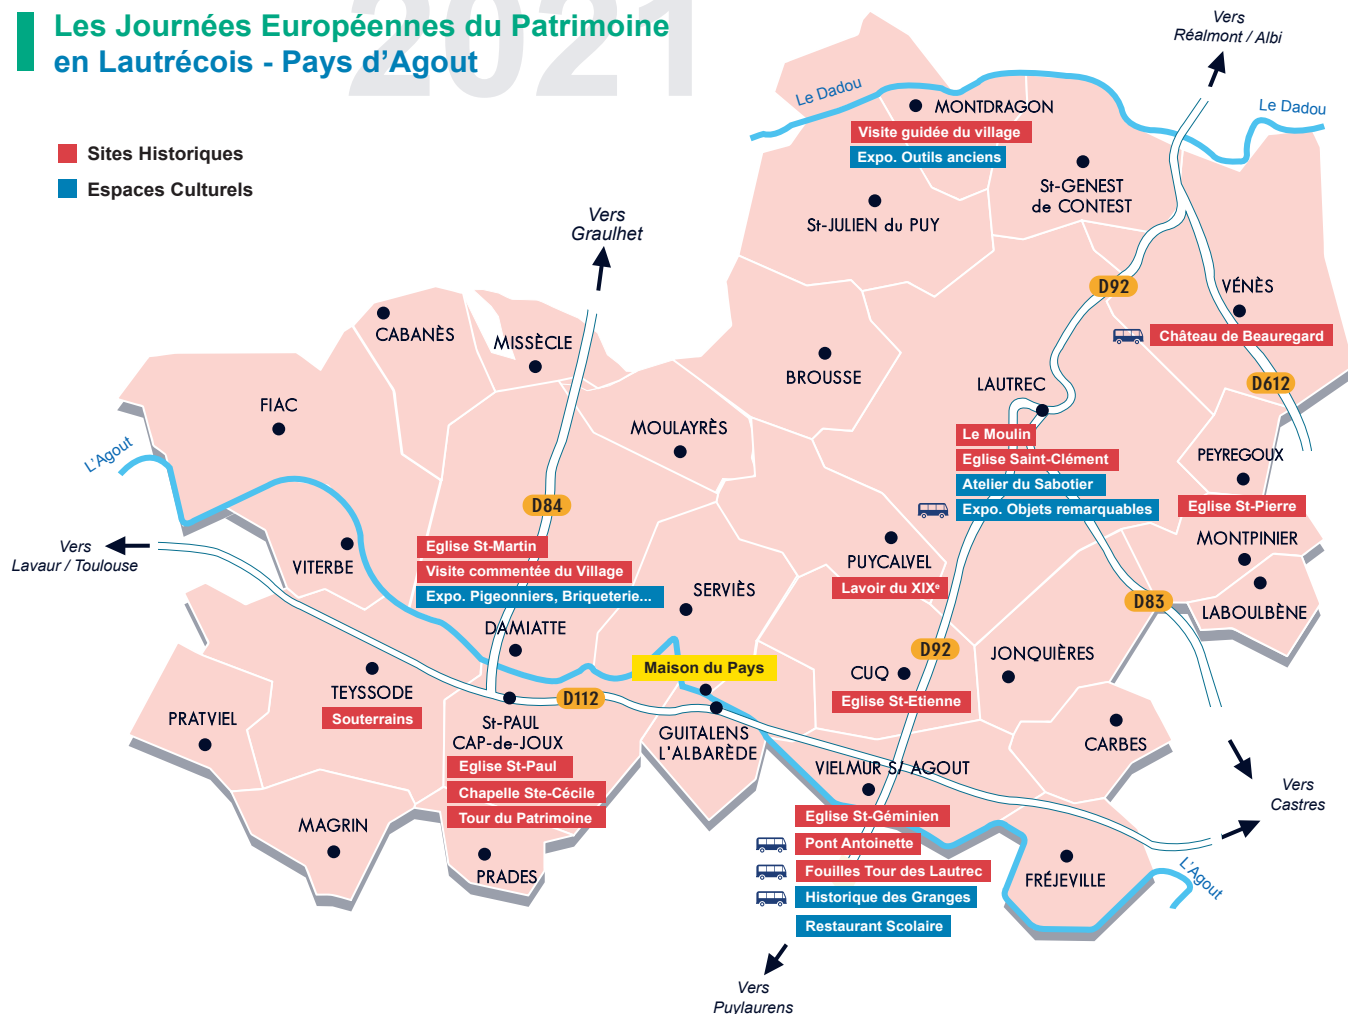 2021
Les Journées Européennes du Patrimoine
en Lautrécois - Pays d’Agout
Sites Historiques
Espaces Culturels
Vers
Réalmont / Albi
Le Dadou
Le Dadou
MONTDRAGON
Visite guidée du village
Expo. Outils anciens
St-GENEST
de CONTEST
St-JULIEN du PUY
Vers
Graulhet
D92
VÉNÈS
Château de Beauregard
D612
CABANÈS
MISSÈCLE
BROUSSE
LAUTREC
Le Moulin
Eglise Saint-Clément
Atelier du Sabotier
Expo. Objets remarquables
FIAC
MOULAYRÈS
L'Agout
PEYREGOUX
Eglise St-Pierre
MONTPINIER
LABOULBÈNE
D84
Vers
Lavaur / Toulouse
VITERBE
Eglise St-Martin
Visite commentée du Village
Expo. Pigeonniers, Briqueterie...
DAMIATTE
SERVIÈS
PUYCALVEL
Lavoir du XIXe
D83
D92
Maison du Pays
CUQ
Eglise St-Etienne
JONQUIÈRES
TEYSSODE
Souterrains
D112
PRATVIEL
St-PAUL
CAP-de-JOUX
Eglise St-Paul
Chapelle Ste-Cécile
Tour du Patrimoine
GUITALENS
L'ALBARÈDE
CARBES
VIELMUR S/ AGOUT
Eglise St-Géminien
Pont Antoinette
Fouilles Tour des Lautrec
Historique des Granges
Restaurant Scolaire
Vers
Castres
MAGRIN
PRADES
FRÉJEVILLE
L'Agout
Vers
Puylaurens